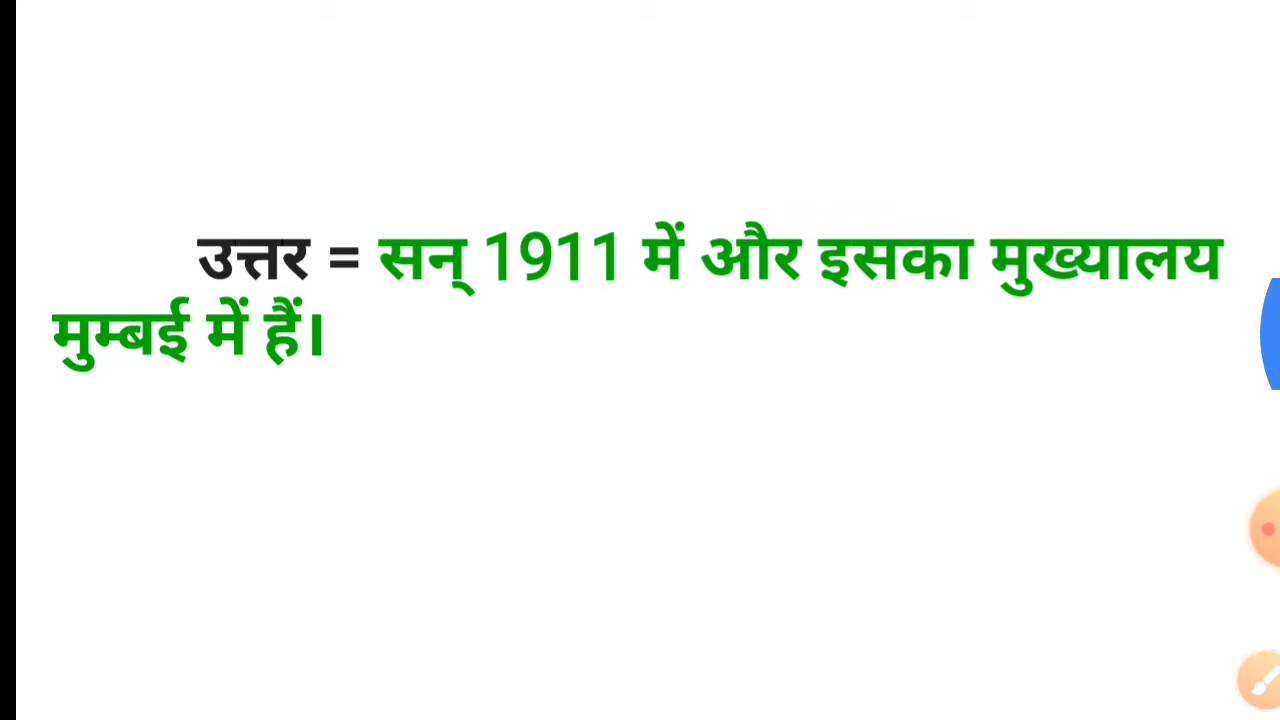 उत्तर = सन् 1911 में और इसका मुख्यालय
मुम्बई में हैं।